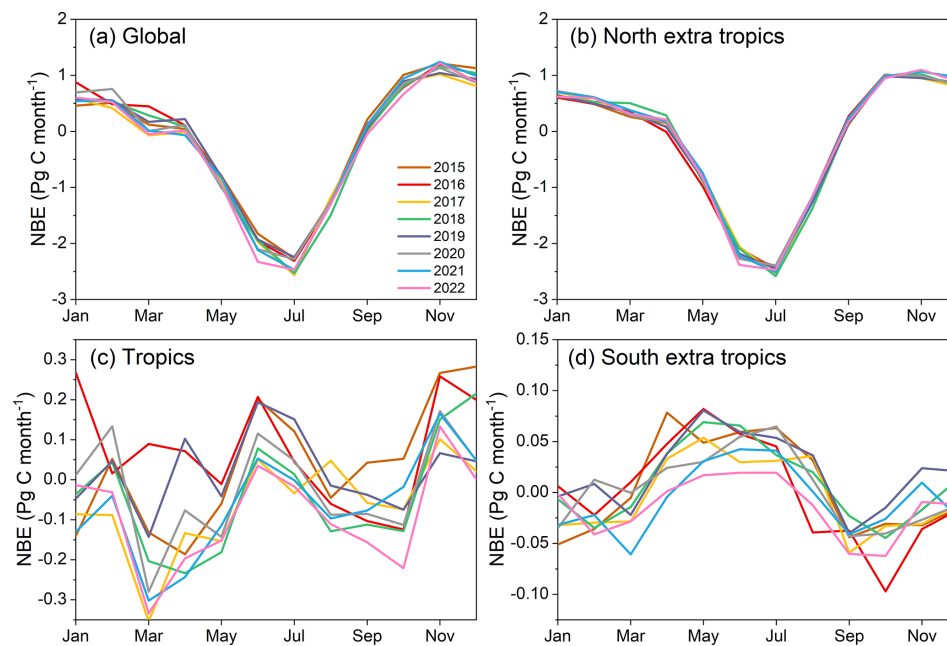 (a) Global
NBE (Pg C month-1)
2
1
0
-1
-2
-3
Jan Mar May Jul Sep Nov
2015
2016
2017
2018
2019
2020
2021
2022
(b) North extra tropics
NBE (Pg C month-1)
2
1
0
-1
-2
-3
Jan Mar May Jul Sep Nov
(c) Tropics
NBE (Pg C month-1)
0.3
0.2
0.1
0.0
-0.1
-0.2
-0.3
Jan Mar May Jul Sep Nov
(d) South extra tropics
NBE (Pg C month-1)
0.15
0.10
0.05
0.00
-0.05
-0.10
Jan Mar May Jul Sep Nov